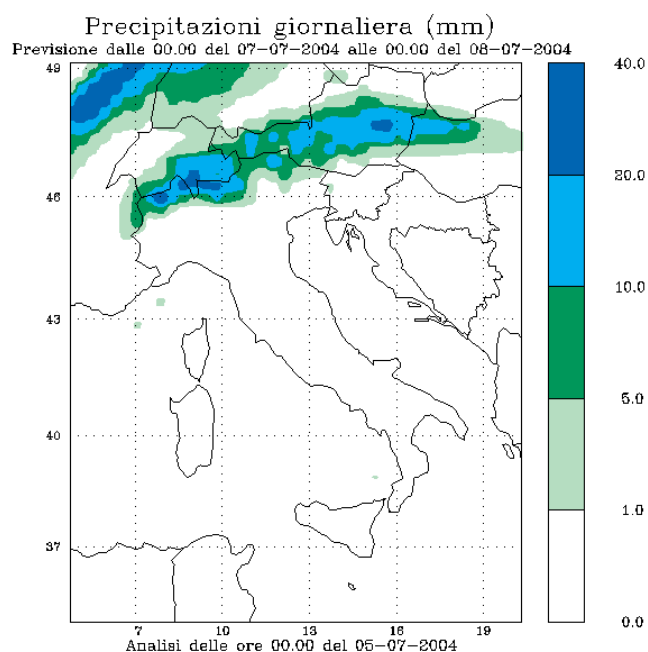 Precipitazioni giornaliera (mm)
Previsione dalle 00.00 del 07-07-2004 alle 00.00 del 08-07-2004
49
46
43
40
37
7 10 13 16 19
40.0
20.0
10.0
5.0
1.0
0.0
Analisi delle ore 00.00 del 05-07-2004